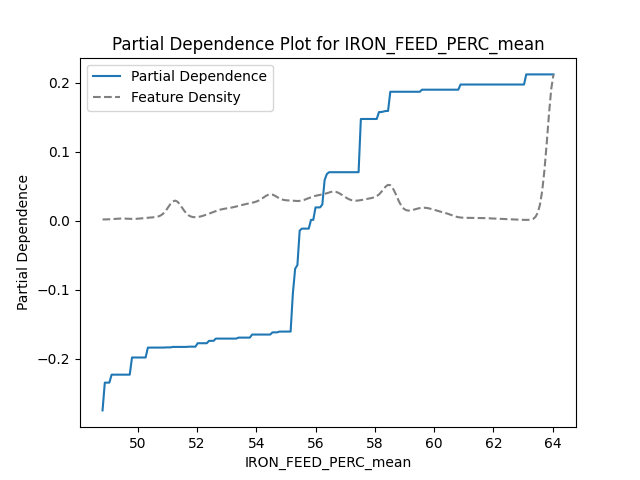 Partial Dependence Plot for IRON_FEED_PERC_mean
Partial Dependence
Feature Density
Partial Dependence
0.2
0.1
0.0
−0.1
−0.2
50 52 54 56 58 60 62 64
IRON_FEED_PERC_mean